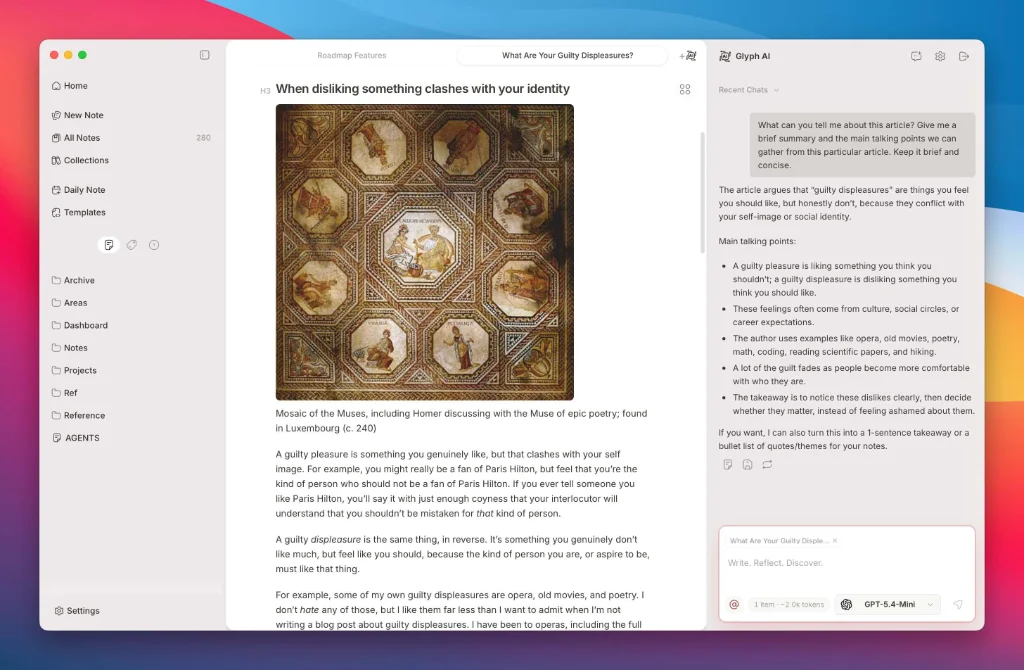 Home
New Note
All Notes 280
Collections
Daily Note
Templates
Archive
Areas
Dashboard
Notes
Projects
Ref
Reference
AGENTS
Settings
Roadmap Features
What Are Your Guilty Displeasures?
H3 When disliking something clashes with your identity
Mosaic of the Muses, including Homer discussing with the Muse of epic poetry; found
in Luxembourg (c. 240)
A guilty pleasure is something you genuinely like, but that clashes with your self
image. For example, you might really be a fan of Paris Hilton, but feel that you're the
kind of person who should not be a fan of Paris Hilton. If you ever tell someone you
like Paris Hilton, you'll say it with just enough coyness that your interlocutor will
understand that you shouldn't be mistaken for that kind of person.
A guilty displeasure is the same thing, in reverse. It's something you genuinely don't
like much, but feel like you should, because the kind of person you are, or aspire to be,
must like that thing.
For example, some of my own guilty displeasures are opera, old movies, and poetry. I
don't hate any of those, but I like them far less than I want to admit when I'm not
writing a blog post about guilty displeasures. I have been to operas, including the full
Glyph AI
Recent Chats
What can you tell me about this article? Give me a
brief summary and the main talking points we can
gather from this particular article. Keep it brief and
concise.
The article argues that "guilty displeasures" are things you feel
you should like, but honestly don't, because they conflict with
your self-image or social identity.
Main talking points:
• A guilty pleasure is liking something you think you
shouldn't; a guilty displeasure is disliking something you
think you should like.
• These feelings often come from culture, social circles, or
career expectations.
• The author uses examples like opera, old movies, poetry,
math, coding, reading scientific papers, and hiking.
• A lot of the guilt fades as people become more comfortable
with who they are.
• The takeaway is to notice these dislikes clearly, then decide
whether they matter, instead of feeling ashamed about them.
If you want, I can also turn this into a 1-sentence takeaway or a
bullet list of quotes/themes for your notes.
What Are Your Guilty Disple... ×
Write. Reflect. Discover.
@ 1 item · ~2.0k tokens GPT-5.4-Mini